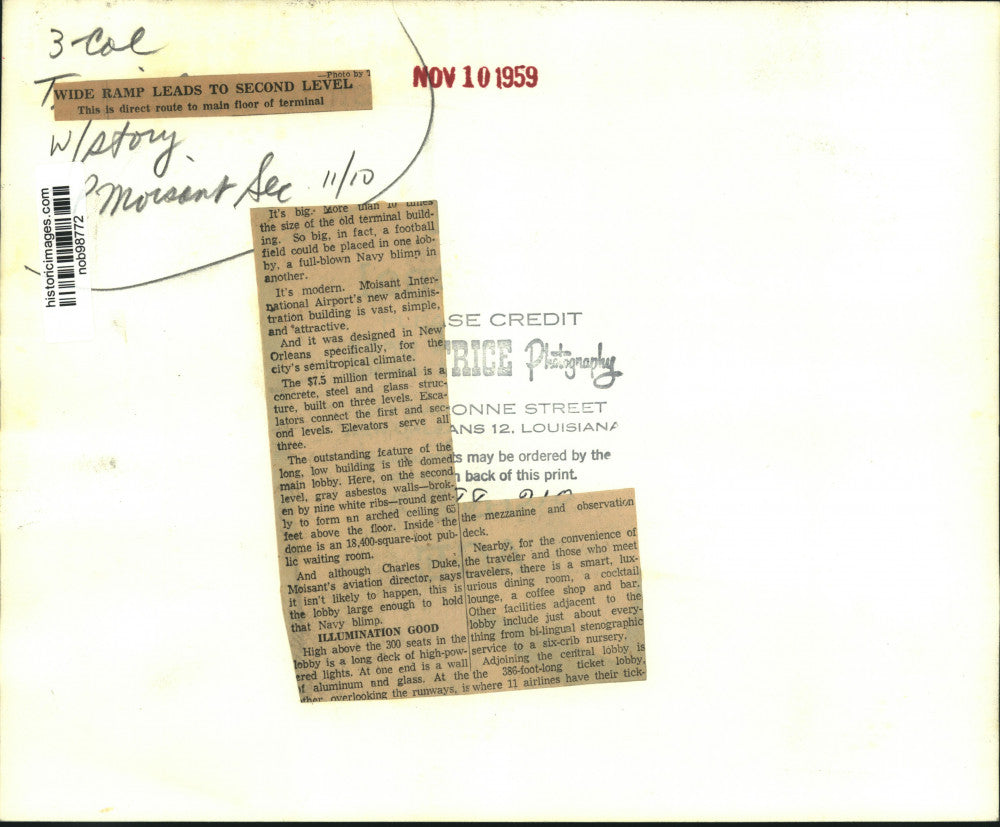 3-Col
NOV 10 1959
—Photo by
WIDE RAMP LEADS TO SECOND LEVEL
This is direct route to main floor of terminal
w/story
Moisant Sec 11/10
historicimages.com
nob98772
It's big. More than 10 times
the size of the old terminal build-
ing. So big, in fact, a football
field could be placed in one lob-
by, a full-blown Navy blimp in
another.
It's modern. Moisant Inter-
national Airport's new adminis-
tration building is vast, simple,
and attractive.
And it was designed in New
Orleans specifically, for the
city's semitropical climate.
The $7.5 million terminal is a
concrete, steel and glass struc-
ture, built on three levels. Esca-
lators connect the first and sec-
ond levels. Elevators serve all
three.
The outstanding feature of the
long, low building is the domed
main lobby. Here, on the second
level, gray asbestos walls—brok-
en by nine white ribs—round gent-
ly to form an arched ceiling 65
feet above the floor. Inside the
dome is an 18,400-square-foot pub-
lic waiting room.
And although Charles Duke,
Moisant's aviation director, says
it isn't likely to happen, this is
the lobby large enough to hold
that Navy blimp.
ILLUMINATION GOOD
High above the 300 seats in the
lobby is a long deck of high-pow-
ered lights. At one end is a wall
of aluminum and glass. At the
other, overlooking the runways, is
the mezzanine and observation
deck.
Nearby, for the convenience of
the traveler and those who meet
travelers, there is a smart, lux-
urious dining room, a cocktail
lounge, a coffee shop and bar.
Other facilities adjacent to the
lobby include just about every-
thing from bi-lingual stenographic
service to a six-crib nursery.
Adjoining the central lobby is
the 386-foot-long ticket lobby,
where 11 airlines have their tick-
SE CREDIT
TRICE Photography
ONNE STREET
ANS 12, LOUISIANA
ts may be ordered by the
n back of this print.